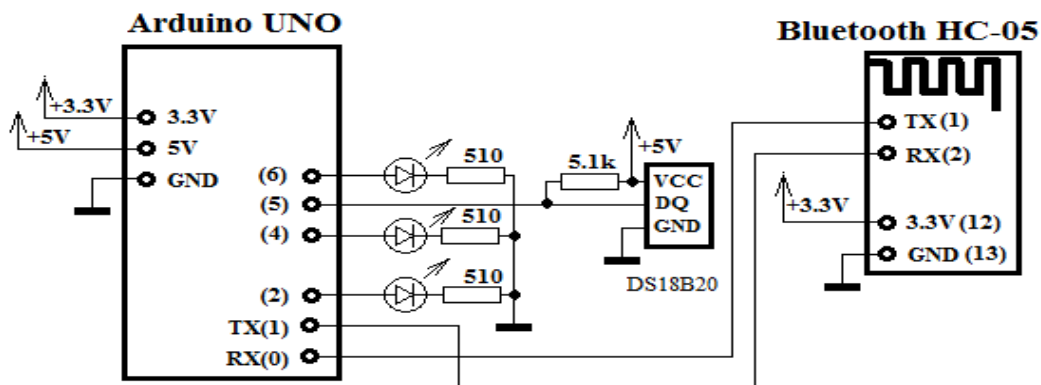 Arduino UNO
Bluetooth HC-05
+3.3V
+5V
3.3V
5V
GND
(6)
(5)
(4)
(2)
TX(1)
RX(0)
510
510
510
5.1k
+5V
VCC
DQ
GND
DS18B20
TX(1)
RX(2)
+3.3V
3.3V(12)
GND(13)